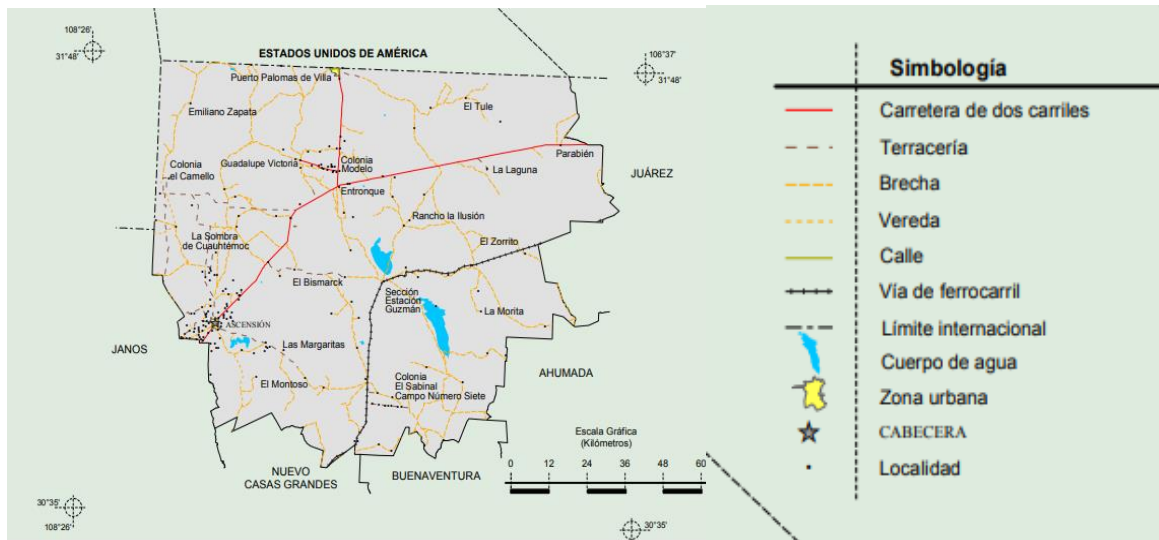 108°26'
31°48'
ESTADOS UNIDOS DE AMÉRICA
106°37'
31°48'
Puerto Palomas de Villa
El Tule
Emiliano Zapata
Parabién
Colonia
el Camello
Guadalupe Victoria
Colonia
Modelo
La Laguna
JUÁREZ
Entronque
Rancho la Ilusión
La Sombra
de Cuauhtémoc
El Zorrito
El Bismarck
Sección
Estación
Guzmán
La Morita
ASCENSIÓN
JANOS
Las Margaritas
AHUMADA
El Montoso
Colonia
El Sabinal
Campo Número Siete
NUEVO
CASAS GRANDES
BUENAVENTURA
Escala Gráfica
(Kilómetros)
0 12 24 36 48 60
30°35'
108°26'
30°35'
Simbología
Carretera de dos carriles
Terracería
Brecha
Vereda
Calle
Vía de ferrocarril
Límite internacional
Cuerpo de agua
Zona urbana
CABECERA
Localidad